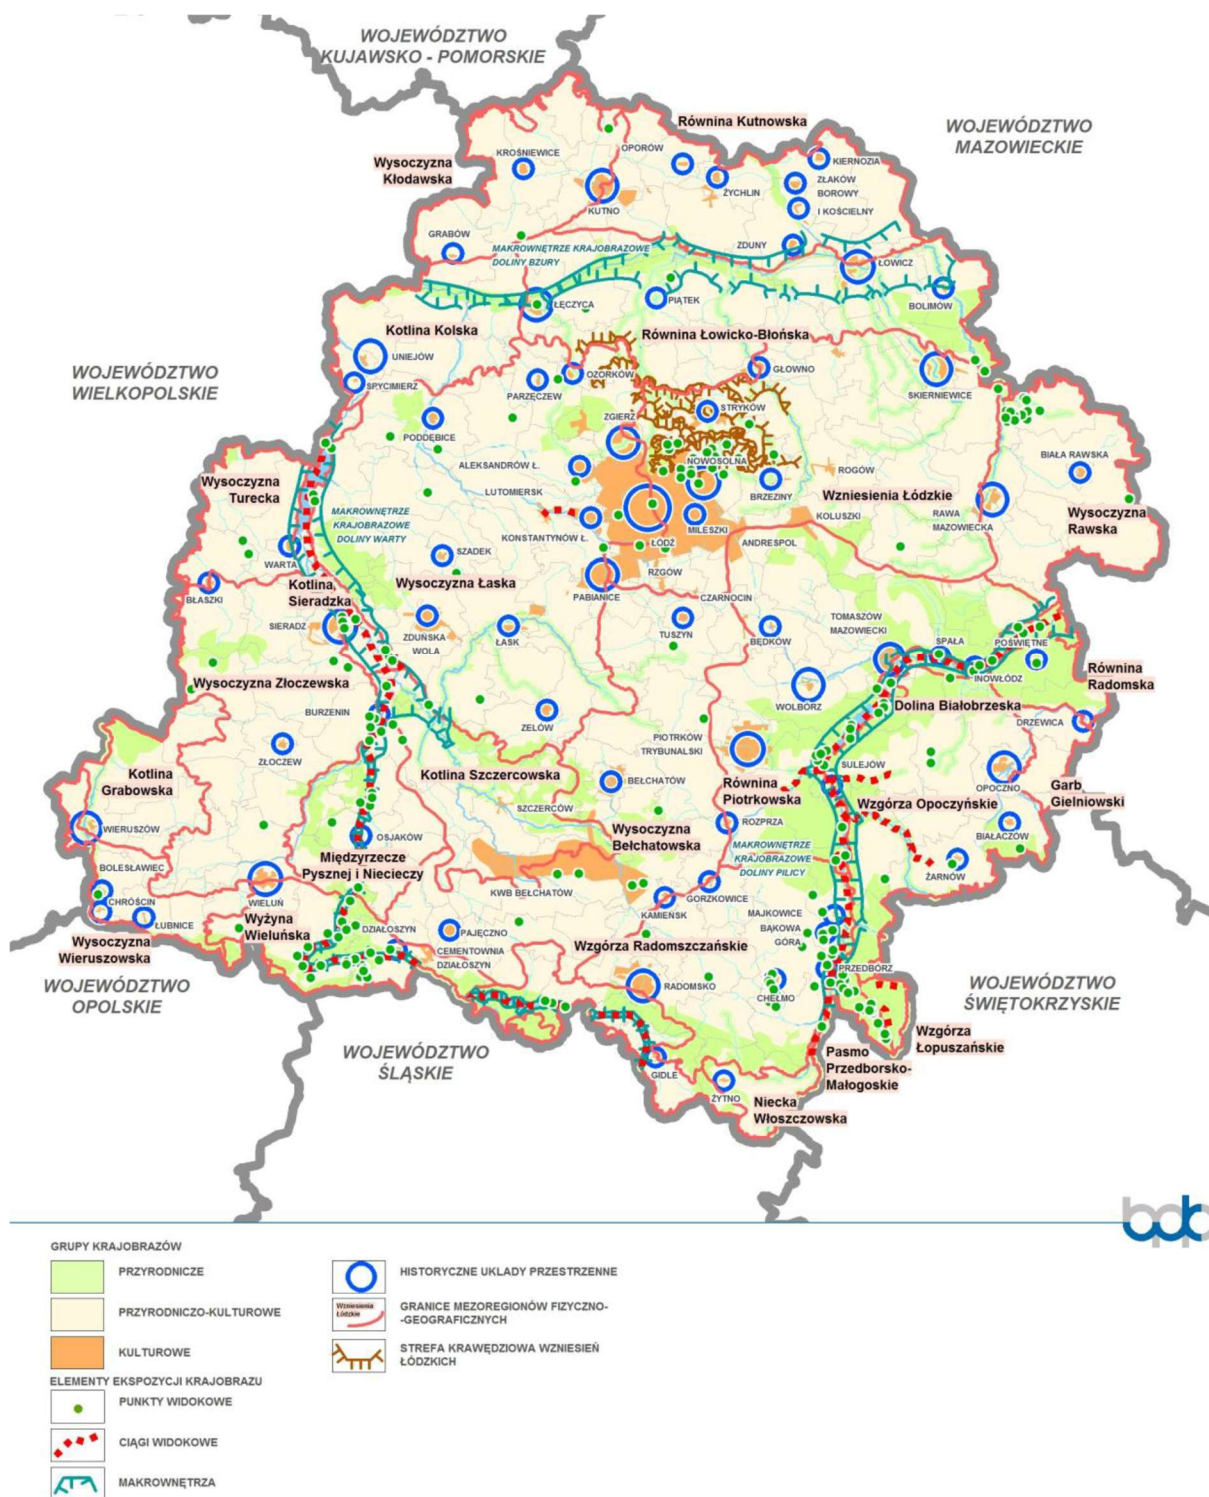 WOJEWÓDZTWO
KUJAWSKO - POMORSKIE
Równina Kutnowska
WOJEWÓDZTWO
MAZOWIECKIE
Wysoczyzna
Kłodawska
KROŚNIEWICE
OPORÓW
KIERNOZIA
ŻYCHLIN
ZŁAKÓW
BOROWY
I KOŚCIELNY
KUTNO
GRABÓW
MAKROWNĘTRZE KRAJOBRAZOWE
DOLINY BZURY
ZDUNY
ŁOWICZ
ŁĘCZYCA
PIĄTEK
BOLIMÓW
Kotlina Kolska
Równina Łowicko-Błońska
UNIEJÓW
WOJEWÓDZTWO
WIELKOPOLSKIE
SPYCIMIERZ
OZORKÓW
GŁOWNO
PARZĘCZEW
SKIERNIEWICE
STRYKÓW
ZGIERZ
PODDĘBICE
ALEKSANDRÓW Ł.
NOWOSOLNA
ROGÓW
BIAŁA RAWSKA
Wysoczyzna
Turecka
LUTOMIERSK
BRZEZINY
Wzniesienia Łódzkie
MAKROWNĘTRZE
KRAJOBRAZOWE
DOLINY WARTY
MILESZKI
KOLUSZKI
RAWA
MAZOWIECKA
Wysoczyzna
Rawska
KONSTANTYNÓW Ł.
ŁÓDŹ
ANDRESPOL
WARTA
SZADEK
RZGÓW
BŁASZKI
Kotlina
Sieradzka
Wysoczyzna Łaska
PABIANICE
CZARNOCIN
SIERADZ
ZDUŃSKA
WOLA
ŁASK
TUSZYN
BĘDKÓW
TOMASZÓW
MAZOWIECKI
SPAŁA
POŚWIĘTNE
INOWŁÓDZ
Równina
Radomska
Wysoczyzna Złoczewska
WOLBÓRZ
Dolina Białobrzeska
BURZENIN
ZELÓW
PIOTRKÓW
TRYBUNALSKI
DRZEWICA
ZŁOCZEW
SULEJÓW
Kotlina
Grabowska
Kotlina Szczercowska
BEŁCHATÓW
Równina
Piotrkowska
OPOCZNO
Garb
Gielniowski
Wzgórza Opoczyńskie
SZCZERCÓW
WIERUSZÓW
OSJAKÓW
Wysoczyzna
Bełchatowska
ROZPRZA
BIAŁACZÓW
MAKROWNĘTRZE
KRAJOBRAZOWE
DOLINY PILICY
Międzyrzecze
Pysznej i Niecieczy
BOLESŁAWIEC
ŻARNÓW
WIELUŃ
KWB BEŁCHATÓW
GORZKOWICE
KAMIEŃSK
CHRÓŚCIN
ŁUBNICE
MAJKOWICE
BĄKOWA
GÓRA
Wyżyna
Wieluńska
DZIAŁOSZYN
PAJĘCZNO
Wysoczyzna
Wieruszowska
Wzgórza Radomszczańskie
CEMENTOWNIA
DZIAŁOSZYN
PRZEDBÓRZ
WOJEWÓDZTWO
OPOLSKIE
RADOMSKO
CHEŁMO
WOJEWÓDZTWO
ŚWIĘTOKRZYSKIE
Wzgórza
Łopuszańskie
WOJEWÓDZTWO
ŚLĄSKIE
Pasmo
Przedborsko-
Małogoskie
GIDLE
ŻYTNO
Niecka
Włoszczowska
bpp
GRUPY KRAJOBRAZÓW
PRZYRODNICZE
PRZYRODNICZO-KULTUROWE
KULTUROWE
ELEMENTY EKSPOZYCJI KRAJOBRAZU
PUNKTY WIDOKOWE
CIĄGI WIDOKOWE
MAKROWNĘTRZA
HISTORYCZNE UKŁADY PRZESTRZENNE
Wzniesienia
Łódzkie
GRANICE MEZOREGIONÓW FIZYCZNO-
-GEOGRAFICZNYCH
STREFA KRAWĘDZIOWA WZNIESIEŃ
ŁÓDZKICH